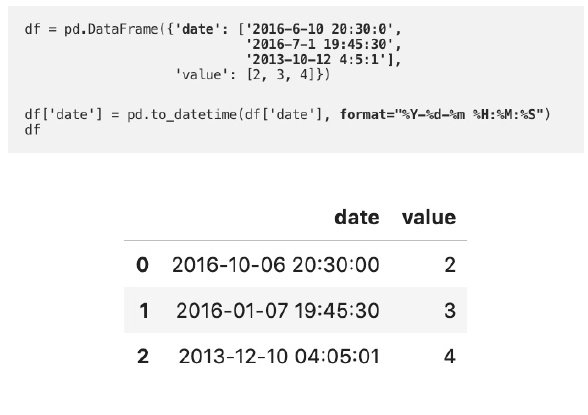 df = pd.DataFrame({'date': ['2016-6-10 20:30:0',
'2016-7-1 19:45:30',
'2013-10-12 4:5:1'],
'value': [2, 3, 4]})
df['date'] = pd.to_datetime(df['date'], format="%Y-%d-%m %H:%M:%S")
df
date value
0 2016-10-06 20:30:00 2
1 2016-01-07 19:45:30 3
2 2013-12-10 04:05:01 4